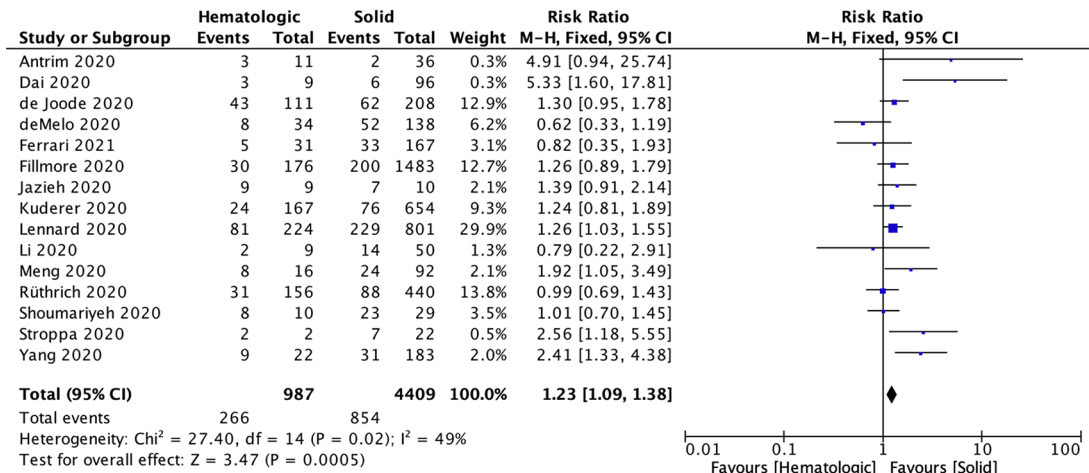 Hematologic Solid Risk Ratio Risk Ratio
Study or Subgroup Events Total Events Total Weight M-H, Fixed, 95% CI M-H, Fixed, 95% CI
Antrim 2020 3 11 2 36 0.3% 4.91 [0.94, 25.74]
Dai 2020 3 9 6 96 0.3% 5.33 [1.60, 17.81]
de Joode 2020 43 111 62 208 12.9% 1.30 [0.95, 1.78]
deMelo 2020 8 34 52 138 6.2% 0.62 [0.33, 1.19]
Ferrari 2021 5 31 33 167 3.1% 0.82 [0.35, 1.93]
Fillmore 2020 30 176 200 1483 12.7% 1.26 [0.89, 1.79]
Jazieh 2020 9 9 7 10 2.1% 1.39 [0.91, 2.14]
Kuderer 2020 24 167 76 654 9.3% 1.24 [0.81, 1.89]
Lennard 2020 81 224 229 801 29.9% 1.26 [1.03, 1.55]
Li 2020 2 9 14 50 1.3% 0.79 [0.22, 2.91]
Meng 2020 8 16 24 92 2.1% 1.92 [1.05, 3.49]
Rüthrich 2020 31 156 88 440 13.8% 0.99 [0.69, 1.43]
Shoumariyeh 2020 8 10 23 29 3.5% 1.01 [0.70, 1.45]
Stroppa 2020 2 2 7 22 0.5% 2.56 [1.18, 5.55]
Yang 2020 9 22 31 183 2.0% 2.41 [1.33, 4.38]
Total (95% CI) 987 4409 100.0% 1.23 [1.09, 1.38]
Total events 266 854
Heterogeneity: Chi² = 27.40, df = 14 (P = 0.02); I² = 49%
Test for overall effect: Z = 3.47 (P = 0.0005)
0.01 0.1 1 10 100
Favours [Hematologic] Favours [Solid]